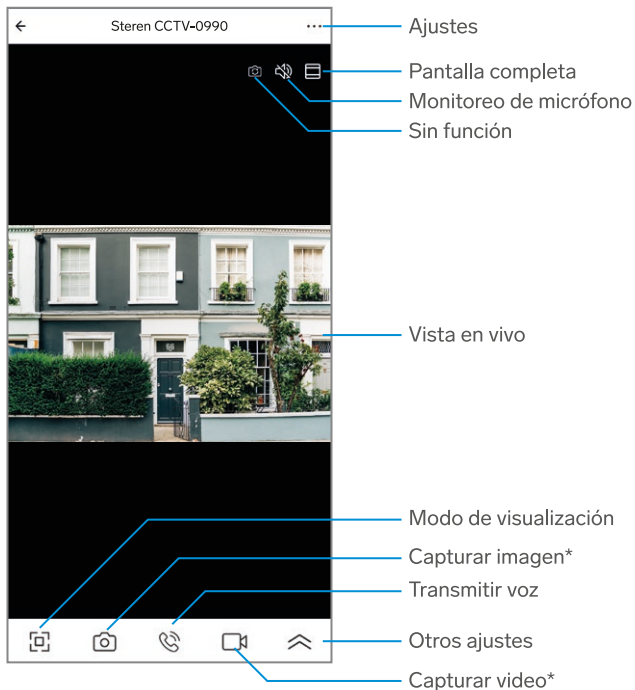 Steren CCTV-0990
Ajustes
Pantalla completa
Monitoreo de micrófono
Sin función
Vista en vivo
Modo de visualización
Capturar imagen*
Transmitir voz
Otros ajustes
Capturar video*